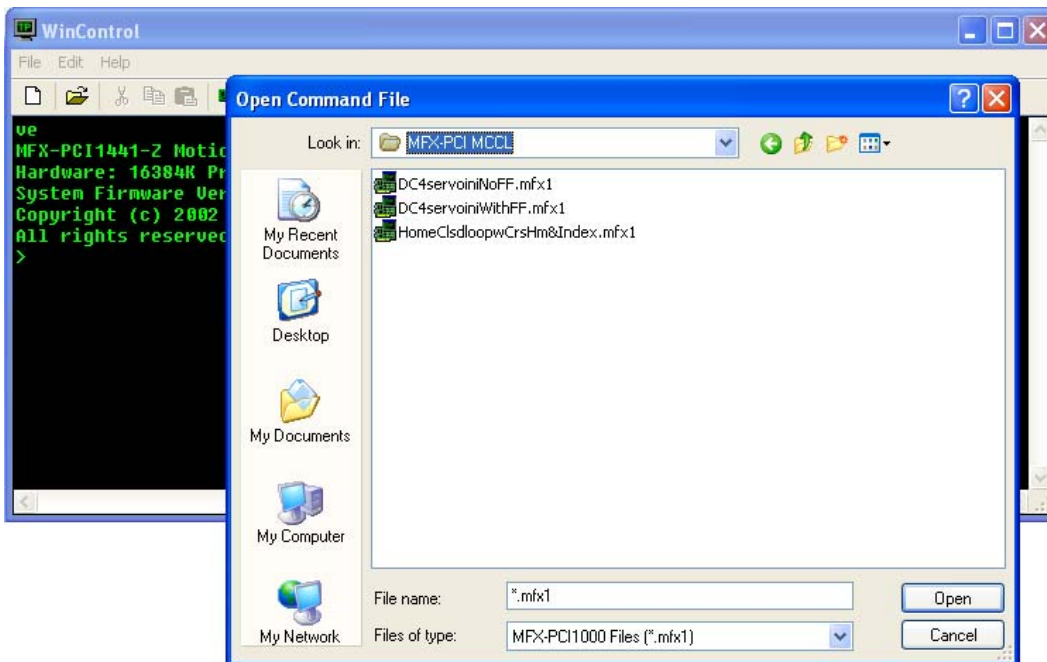 WinControl
File Edit Help
ve
MFX-PCI1441-Z Motio
Hardware: 16384K Pr
System Firmware Ver
Copyright (c) 2002
All rights reserved
>
Open Command File
Look in: MFX-PCI MCCL
DC4servoiniNoFF.mfx1
DC4servoiniWithFF.mfx1
HomeClsdloopwCrsHm&Index.mfx1
My Recent
Documents
Desktop
My Documents
My Computer
My Network
File name: *.mfx1
Open
Files of type: MFX-PCI1000 Files (*.mfx1)
Cancel